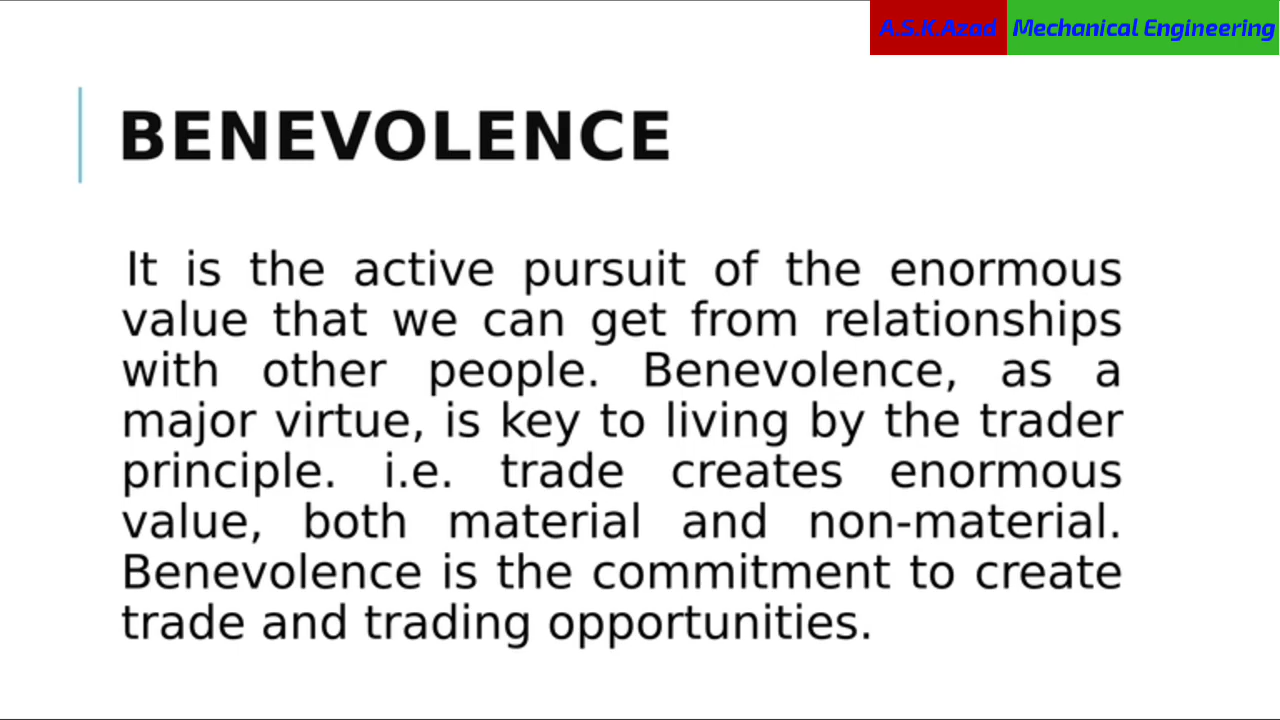 A.S.K.Azad Mechanical Engineering
BENEVOLENCE
It is the active pursuit of the enormous
value that we can get from relationships
with other people. Benevolence, as a
major virtue, is key to living by the trader
principle. i.e. trade creates enormous
value, both material and non-material.
Benevolence is the commitment to create
trade and trading opportunities.